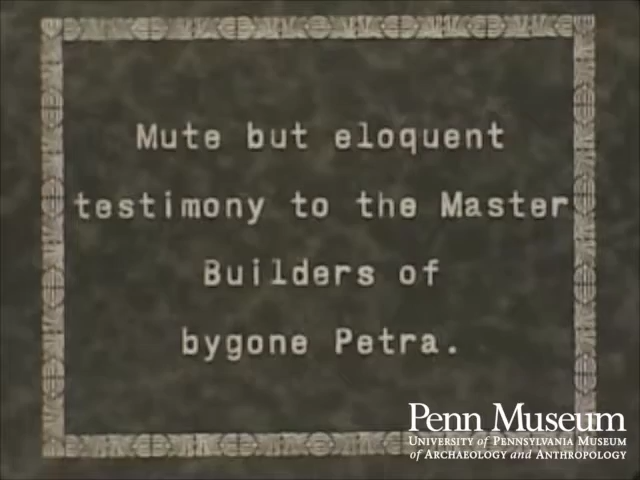 Mute but eloquent
testimony to the Master
Builders of
bygone Petra.
Penn Museum
University of Pennsylvania Museum
of Archaeology and Anthropology